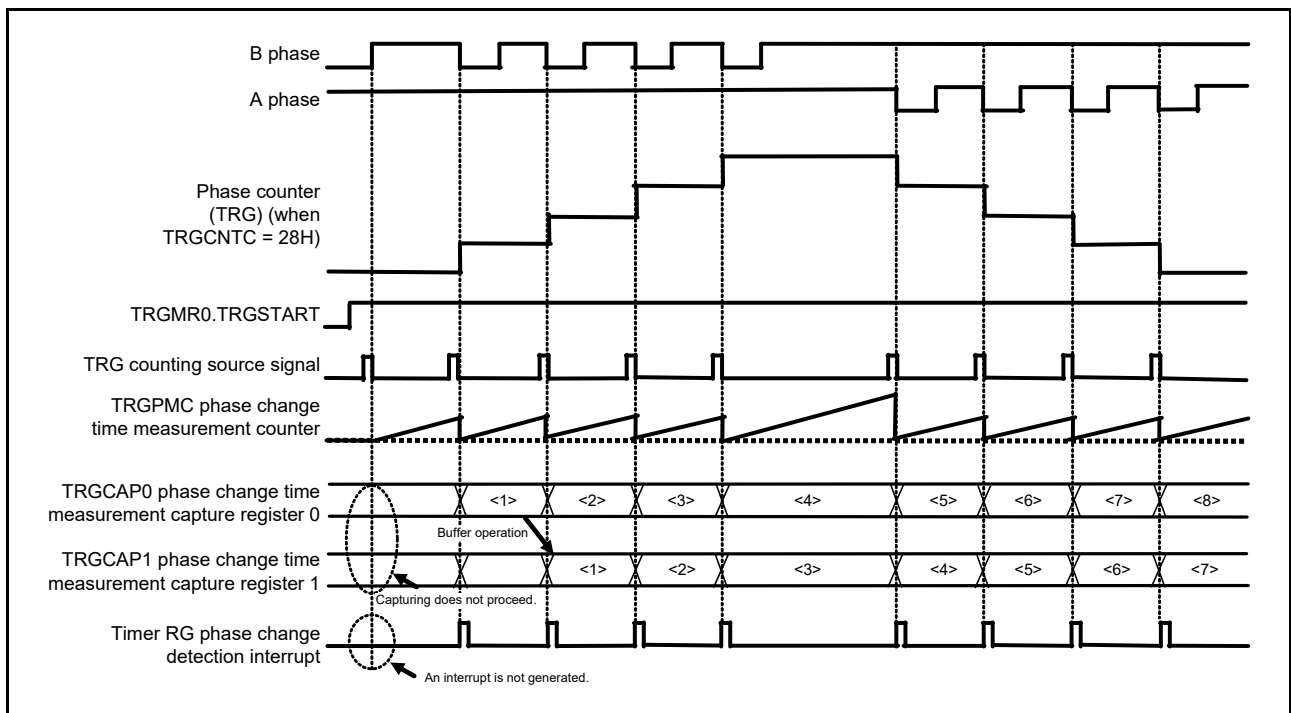 B phase
A phase
Phase counter
(TRG) (when
TRGCNTC = 28H)
TRGMR0.TRGSTART
TRG counting source signal
TRGPMC phase change
time measurement counter
TRGCAP0 phase change time
measurement capture register 0
<1> <2> <3> <4> <5> <6> <7> <8>
Buffer operation
TRGCAP1 phase change time
measurement capture register 1
<1> <2> <3> <4> <5> <6> <7>
Capturing does not proceed.
Timer RG phase change
detection interrupt
An interrupt is not generated.